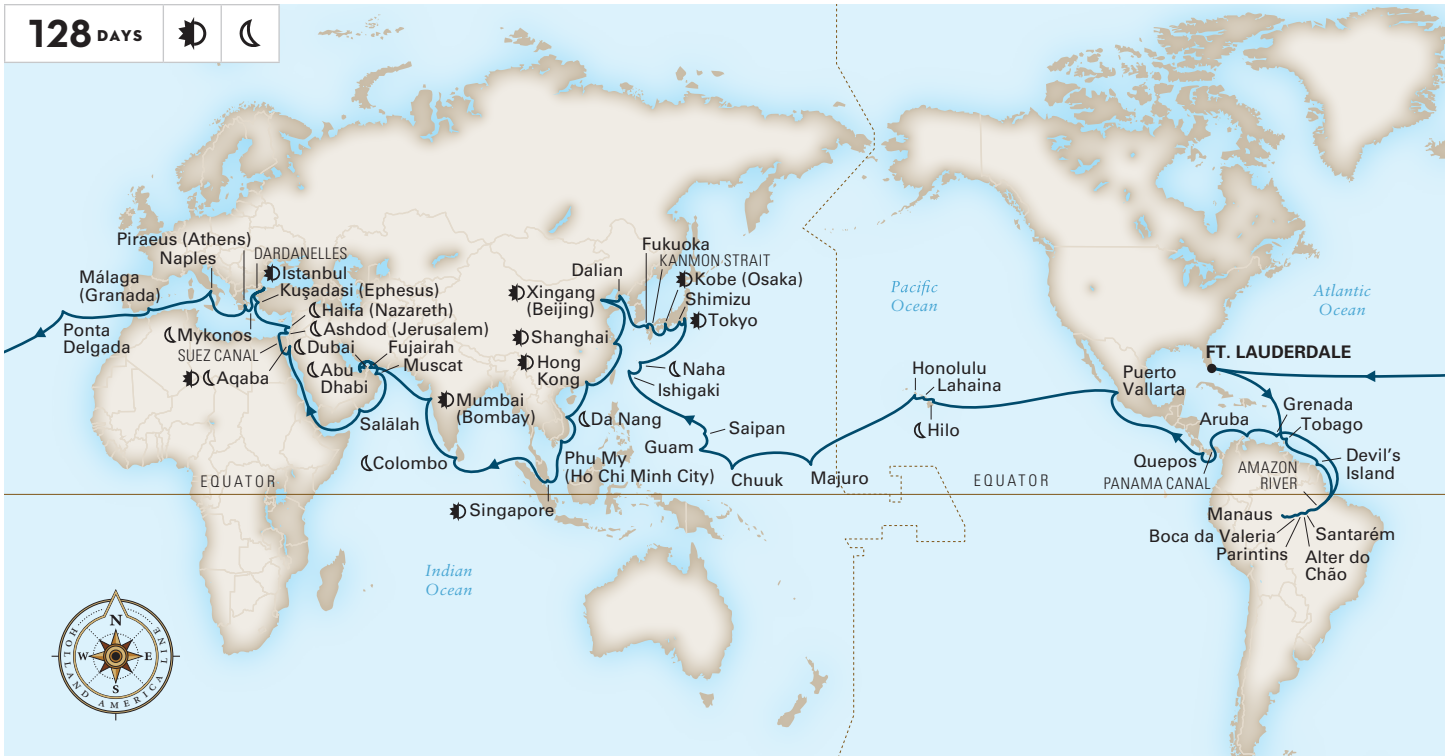 128 DAYS
Piraeus (Athens)
Naples
DARDANELLES
Istanbul
Málaga
(Granada)
Kuşadasi (Ephesus)
Haifa (Nazareth)
Ashdod (Jerusalem)
Ponta
Delgada
Mykonos
SUEZ CANAL
Dubai
Fujairah
Abu
Dhabi
Muscat
Aqaba
Salālah
Mumbai
(Bombay)
Colombo
EQUATOR
Singapore
Indian
Ocean
Fukuoka
KANMON STRAIT
Dalian
Kobe (Osaka)
Xingang
(Beijing)
Shimizu
Tokyo
Shanghai
Hong
Kong
Naha
Ishigaki
Da Nang
Phu My
(Ho Chi Minh City)
Saipan
Guam
Chuuk
Majuro
Pacific
Ocean
Honolulu
Lahaina
Hilo
EQUATOR
Atlantic
Ocean
FT. LAUDERDALE
Puerto
Vallarta
Grenada
Aruba
Tobago
Quepos
PANAMA CANAL
AMAZON
RIVER
Devil's
Island
Manaus
Boca da Valeria
Parintins
Santarém
Alter do
Chão
N
W
E
S
HOLLAND AMERICA LINE